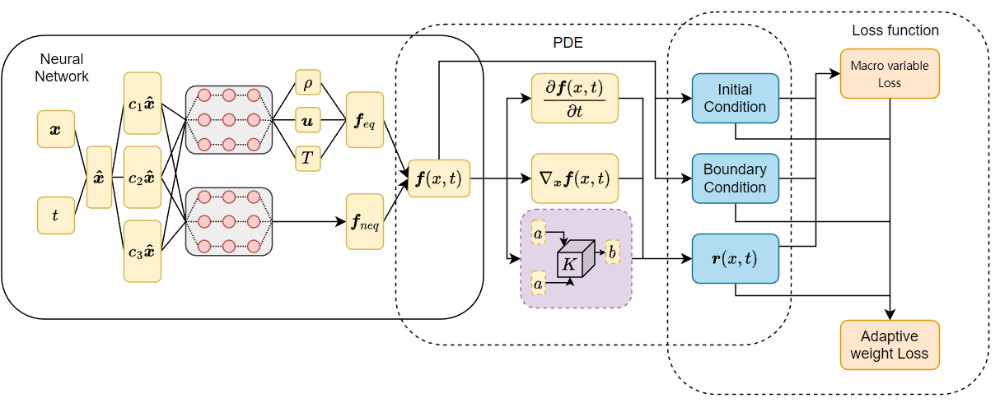 Neural
Network
x
t
x̂
c₁x̂
c₂x̂
c₃x̂
ρ
u
T
f_eq
f_neq
f(x, t)
PDE
∂f(x, t)
∂t
∇ₓf(x, t)
a
a
K
b
Initial
Condition
Boundary
Condition
r(x, t)
Loss function
Macro variable
Loss
Adaptive
weight Loss